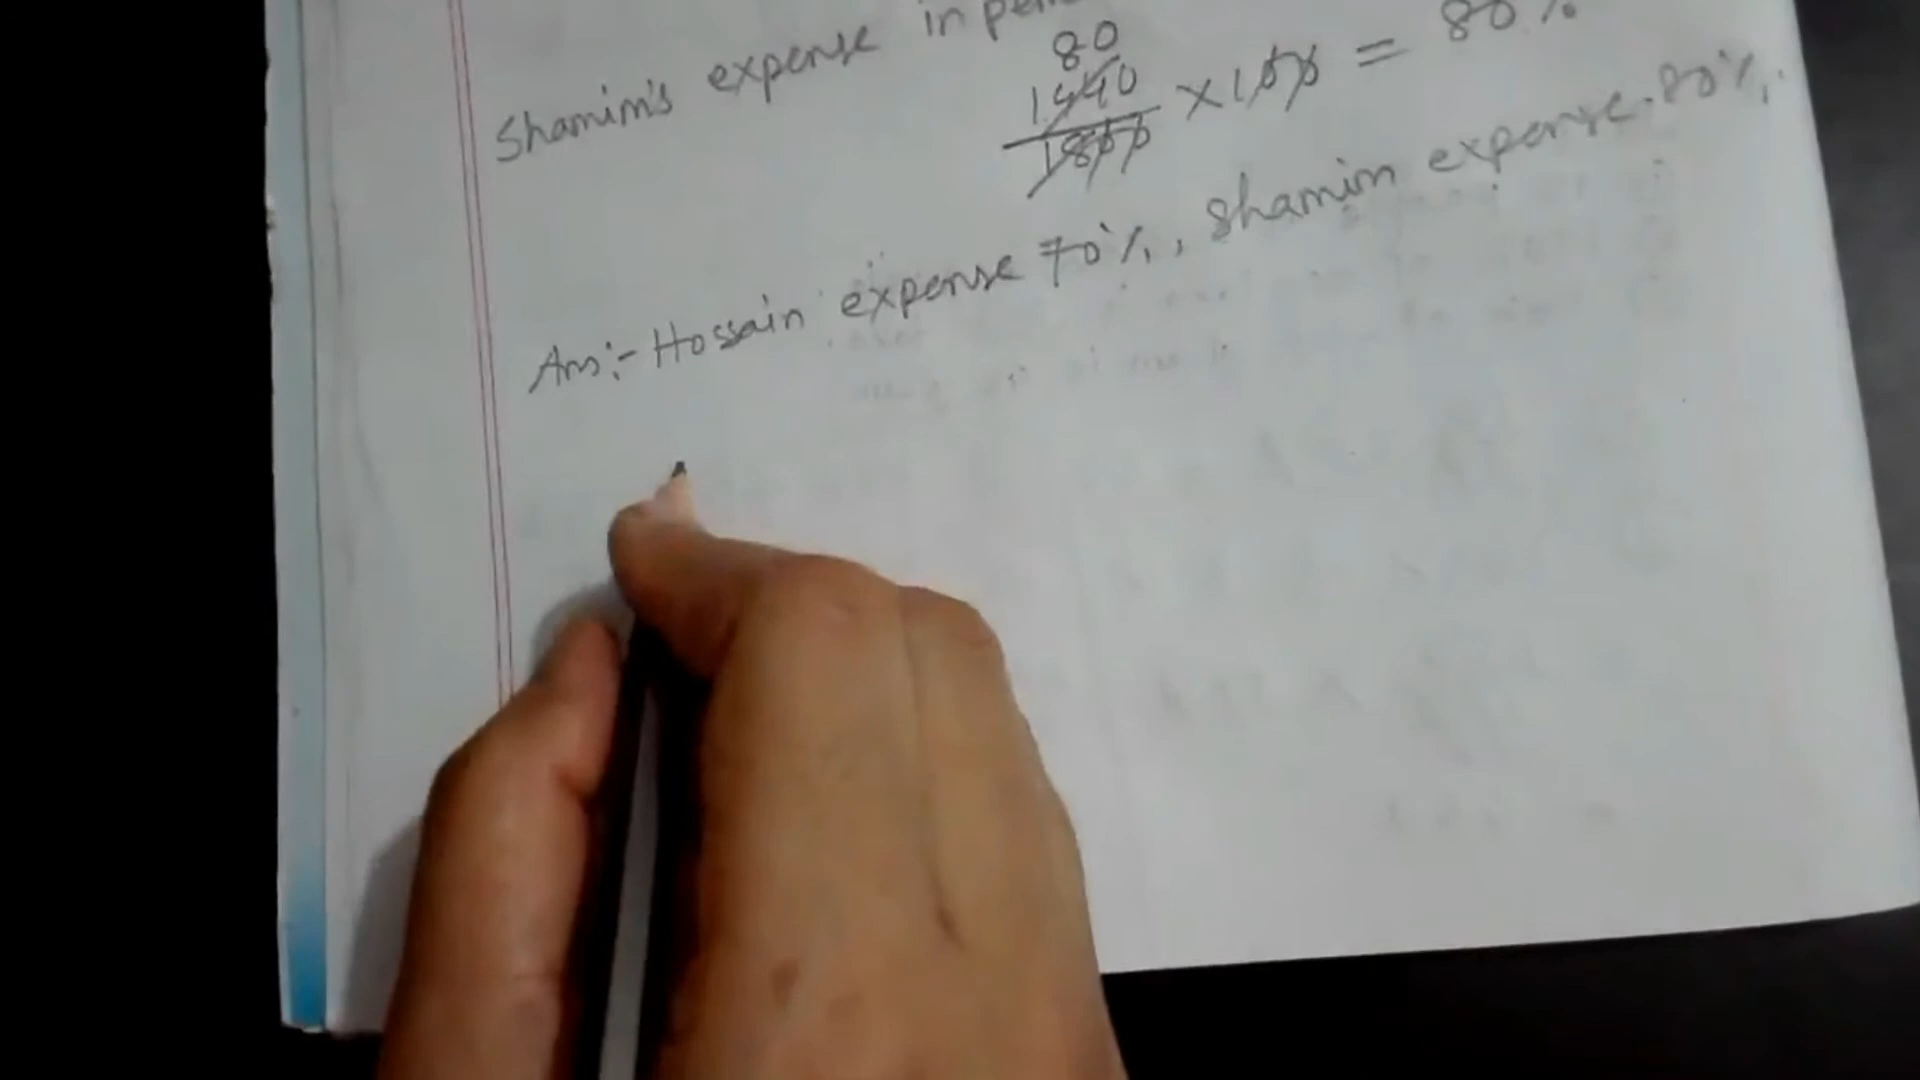 Shamim's expense in
80
1440
1800 × 100 = 80%
Ans:- Hossain expense 70%, Shamim expense 80%.